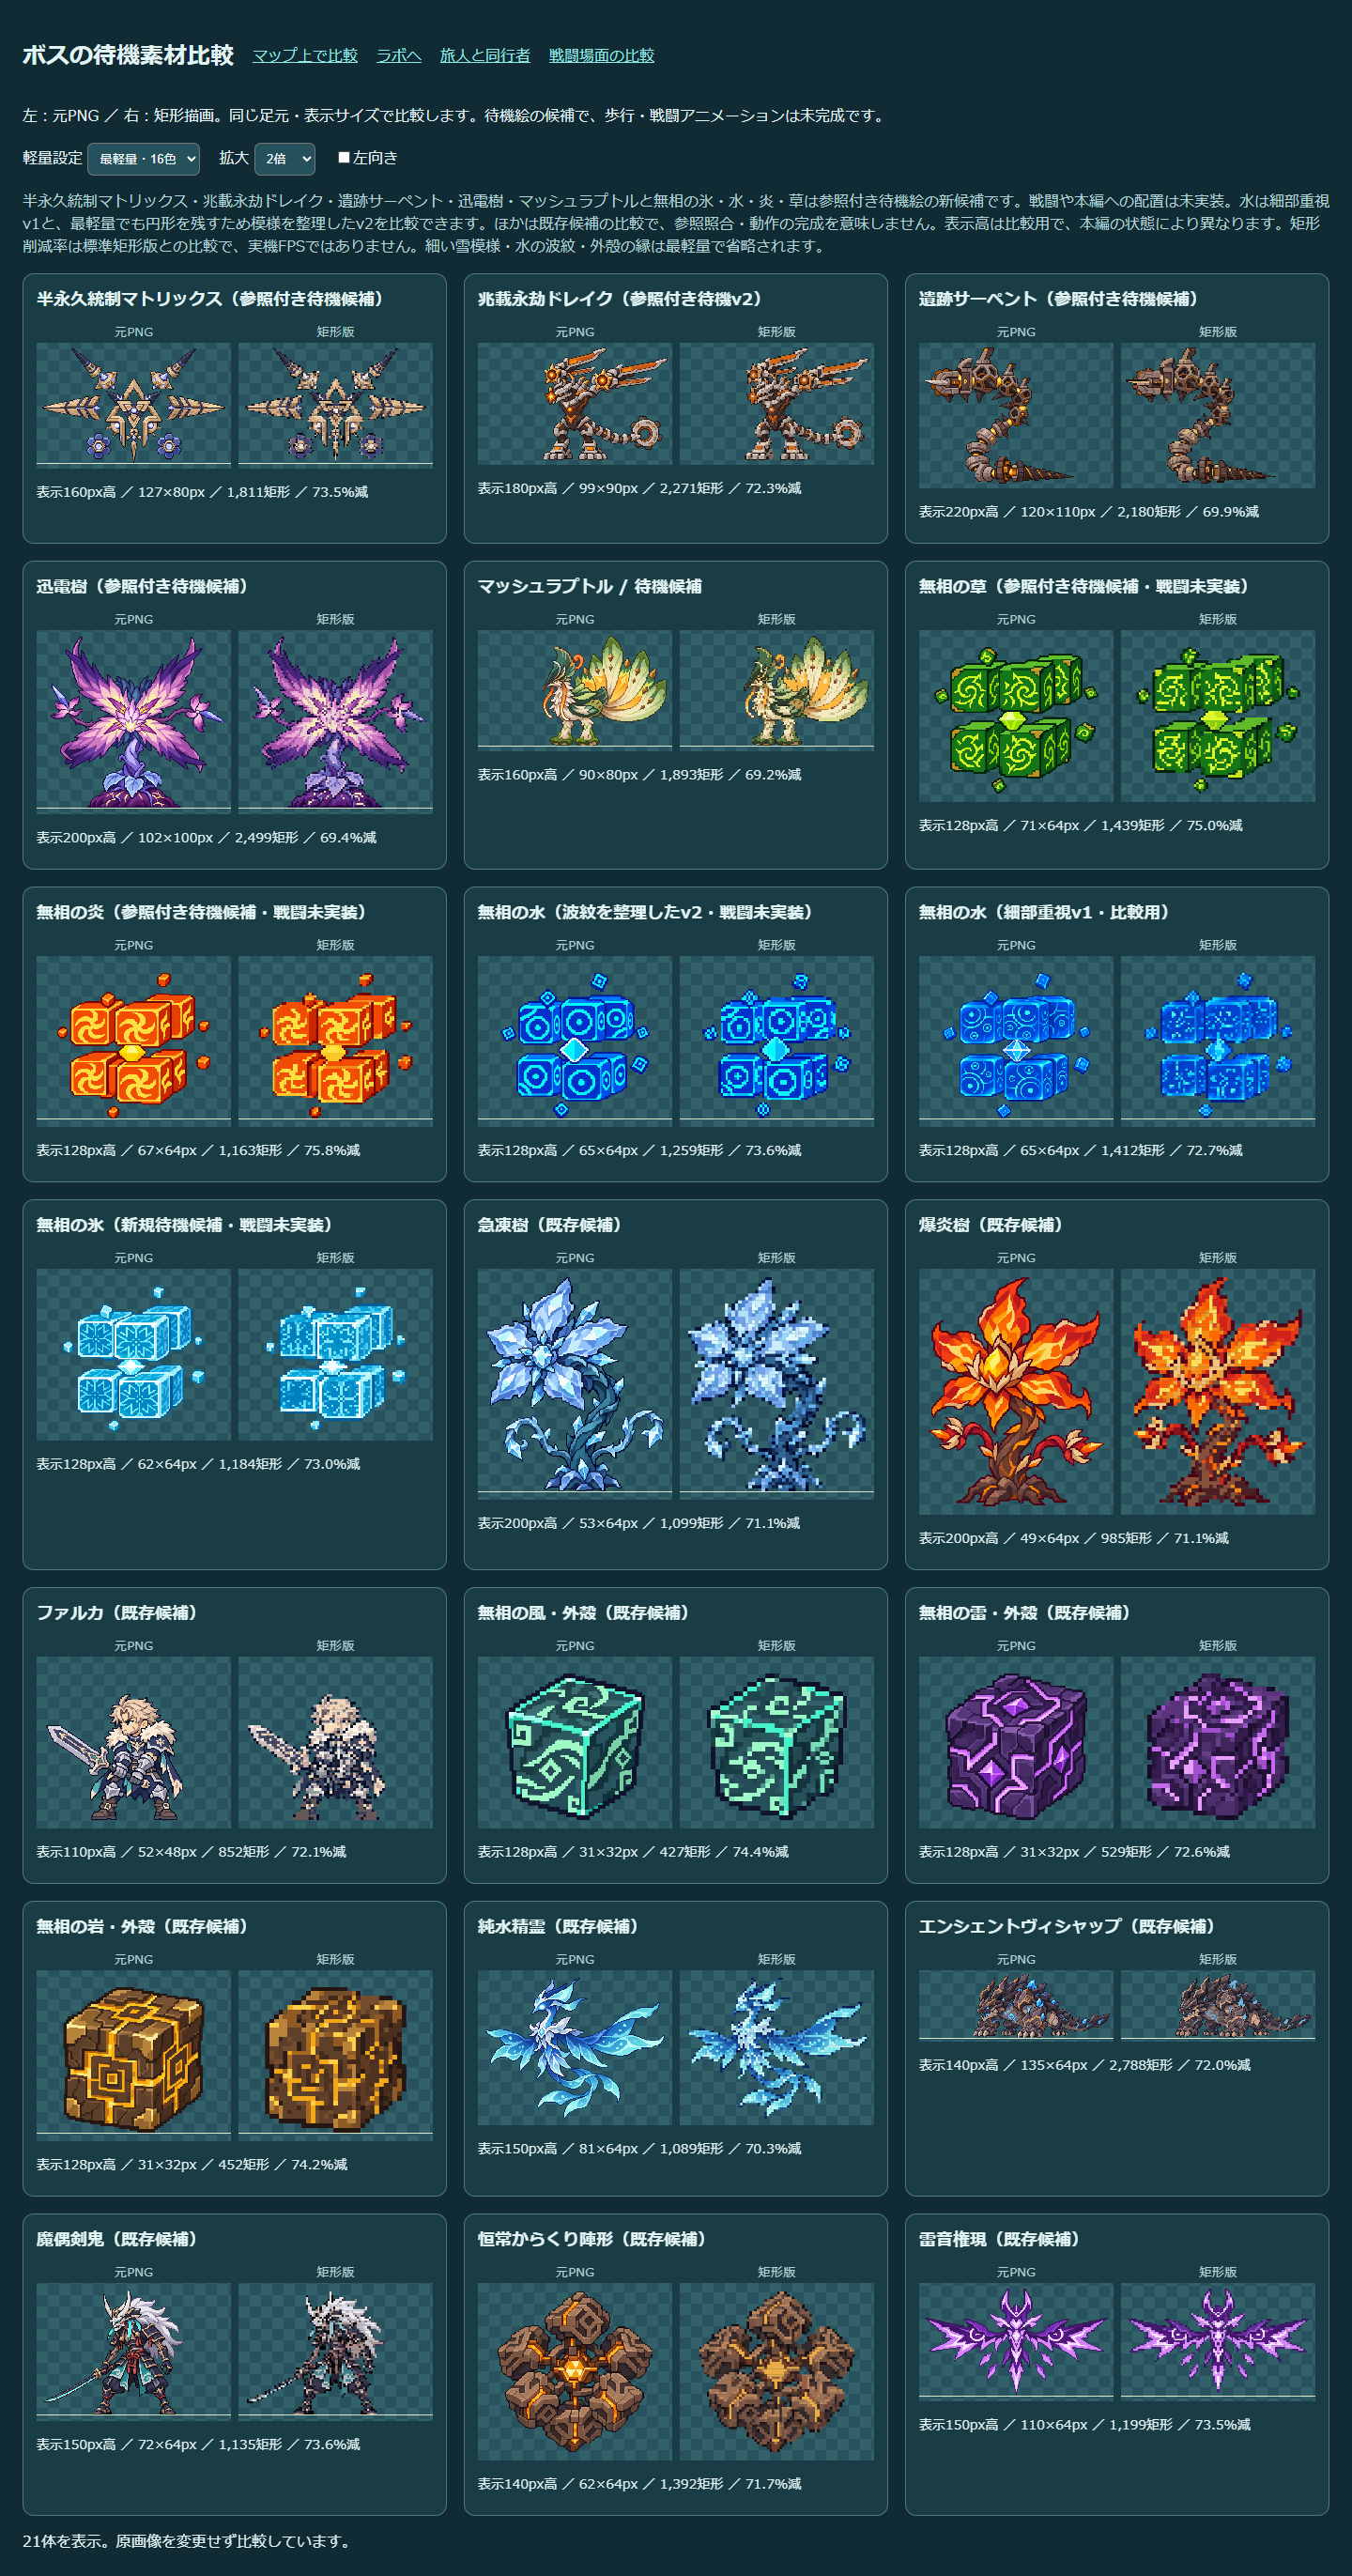 ボスの待機素材比較 マップ上で比較 ラボへ 旅人と同行者 戦闘場面の比較
左：元PNG ／ 右：矩形描画。同じ足元・表示サイズで比較します。待機絵の候補で、歩行・戦闘アニメーションは未完成です。
軽量設定 最軽量・16色 拡大 2倍 左向き
半永久統制マトリックス・兆載永劫ドレイク・遺跡サーペント・迅電樹・マッシュラプトルと無相の氷・水・炎・草は参照付き待機絵の新候補です。戦闘や本編への配置は未実装。水は細部重視
v1と、最軽量でも円形を残すため模様を整理したv2を比較できます。ほかは既存候補の比較で、参照照合・動作の完成を意味しません。表示高は比較用で、本編の状態により異なります。矩形
削減率は標準矩形版との比較で、実機FPSではありません。細い雪模様・水の波紋・外殻の縁は最軽量で省略されます。
半永久統制マトリックス（参照付き待機候補）
元PNG 矩形版
表示160px高 ／ 127×80px ／ 1,811矩形 ／ 73.5%減
兆載永劫ドレイク（参照付き待機v2）
元PNG 矩形版
表示180px高 ／ 99×90px ／ 2,271矩形 ／ 72.3%減
遺跡サーペント（参照付き待機候補）
元PNG 矩形版
表示220px高 ／ 120×110px ／ 2,180矩形 ／ 69.9%減
迅電樹（参照付き待機候補）
元PNG 矩形版
表示200px高 ／ 102×100px ／ 2,499矩形 ／ 69.4%減
マッシュラプトル / 待機候補
元PNG 矩形版
表示160px高 ／ 90×80px ／ 1,893矩形 ／ 69.2%減
無相の草（参照付き待機候補・戦闘未実装）
元PNG 矩形版
表示128px高 ／ 71×64px ／ 1,439矩形 ／ 75.0%減
無相の炎（参照付き待機候補・戦闘未実装）
元PNG 矩形版
表示128px高 ／ 67×64px ／ 1,163矩形 ／ 75.8%減
無相の水（波紋を整理したv2・戦闘未実装）
元PNG 矩形版
表示128px高 ／ 65×64px ／ 1,259矩形 ／ 73.6%減
無相の水（細部重視v1・比較用）
元PNG 矩形版
表示128px高 ／ 65×64px ／ 1,412矩形 ／ 72.7%減
無相の氷（新規待機候補・戦闘未実装）
元PNG 矩形版
表示128px高 ／ 62×64px ／ 1,184矩形 ／ 73.0%減
急凍樹（既存候補）
元PNG 矩形版
表示200px高 ／ 53×64px ／ 1,099矩形 ／ 71.1%減
爆炎樹（既存候補）
元PNG 矩形版
表示200px高 ／ 49×64px ／ 985矩形 ／ 71.1%減
ファルカ（既存候補）
元PNG 矩形版
表示110px高 ／ 52×48px ／ 852矩形 ／ 72.1%減
無相の風・外殻（既存候補）
元PNG 矩形版
表示128px高 ／ 31×32px ／ 427矩形 ／ 74.4%減
無相の雷・外殻（既存候補）
元PNG 矩形版
表示128px高 ／ 31×32px ／ 529矩形 ／ 72.6%減
無相の岩・外殻（既存候補）
元PNG 矩形版
表示128px高 ／ 31×32px ／ 452矩形 ／ 74.2%減
純水精霊（既存候補）
元PNG 矩形版
表示150px高 ／ 81×64px ／ 1,089矩形 ／ 70.3%減
エンシェントヴィシャップ（既存候補）
元PNG 矩形版
表示140px高 ／ 135×64px ／ 2,788矩形 ／ 72.0%減
魔偶剣鬼（既存候補）
元PNG 矩形版
表示150px高 ／ 72×64px ／ 1,135矩形 ／ 73.6%減
恒常からくり陣形（既存候補）
元PNG 矩形版
表示140px高 ／ 62×64px ／ 1,392矩形 ／ 71.7%減
雷音権現（既存候補）
元PNG 矩形版
表示150px高 ／ 110×64px ／ 1,199矩形 ／ 73.5%減
21体を表示。原画像を変更せず比較しています。